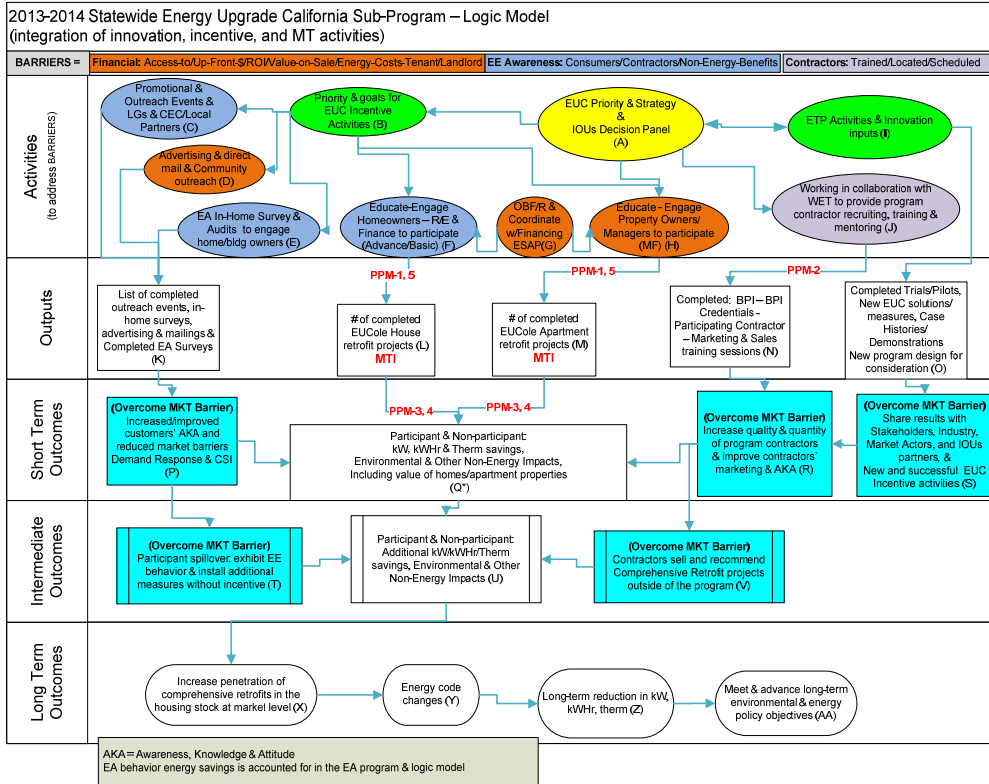 2013-2014 Statewide Energy Upgrade California Sub-Program – Logic Model
(integration of innovation, incentive, and MT activities)
BARRIERS =
Financial: Access-to/Up-Front-$/ROI/Value-on-Sale/Energy-Costs-Tenant/Landlord
EE Awareness: Consumers/Contractors/Non-Energy-Benefits
Contractors: Trained/Located/Scheduled
Activities
(to address BARRIERS)
Promotional &
Outreach Events &
LGs & CEC/Local
Partners (C)
Priority & goals for
EUC Incentive
Activities (B)
EUC Priority & Strategy
&
IOUs Decision Panel
(A)
ETP Activities & Innovation
inputs (I)
Advertising & direct
mail & Community
outreach (D)
EA In-Home Survey &
Audits to engage
home/bldg owners (E)
Educate-Engage
Homeowners – R/E &
Finance to participate
(Advance/Basic) (F)
OBF/R &
Coordinate
w/Financing
ESAP(G)
Educate - Engage
Property Owners/
Managers to participate
(MF) (H)
Working in collaboration wth
WET to provide program
contractor recruiting, training &
mentoring (J)
Outputs
PPM-1, 5
PPM-1, 5
PPM-2
List of completed
outreach events, in-
home surveys,
advertising & mailings &
Completed EA Surveys
(K)
# of completed
EUCole House
retrofit projects (L)
MTI
# of completed
EUCole Apartment
retrofit projects (M)
MTI
Completed: BPI – BPI
Credentials -
Participating Contractor
– Marketing & Sales
training sessions (N)
Completed Trials/Pilots,
New EUC solutions/
measures, Case
Histories/
Demonstrations
New program design for
consideration (O)
Short Term
Outcomes
PPM-3, 4
PPM-3, 4
(Overcome MKT Barrier)
Increased/improved
customers' AKA and
reduced market barriers
Demand Response & CSI
(P)
Participant & Non-participant:
kW, kWHr & Therm savings,
Environmental & Other Non-Energy Impacts,
Including value of homes/apartment properties
(Q*)
(Overcome MKT Barrier)
Increase quality & quantity
of program contractors
& improve contractors'
marketing & AKA (R)
(Overcome MKT Barrier)
Share results with
Stakeholders, Industry,
Market Actors, and IOUs
partners, &
New and successful EUC
Incentive activities (S)
Intermediate
Outcomes
(Overcome MKT Barrier)
Participant spillover: exhibit EE
behavior & install additional
measures without incentive (T)
Participant & Non-participant:
Additional kW/kWHr/Therm
savings, Environmental & Other
Non-Energy Impacts (U)
(Overcome MKT Barrier)
Contractors sell and recommend
Comprehensive Retrofit projects
outside of the program (V)
Long Term
Outcomes
Increase penetration of
comprehensive retrofits in the
housing stock at market level (X)
Energy code
changes (Y)
Long-term reduction in kW,
kWHr, therm (Z)
Meet & advance long-term
environmental & energy
policy objectives (AA)
AKA = Awareness, Knowledge & Attitude
EA behavior energy savings is accounted for in the EA program & logic model